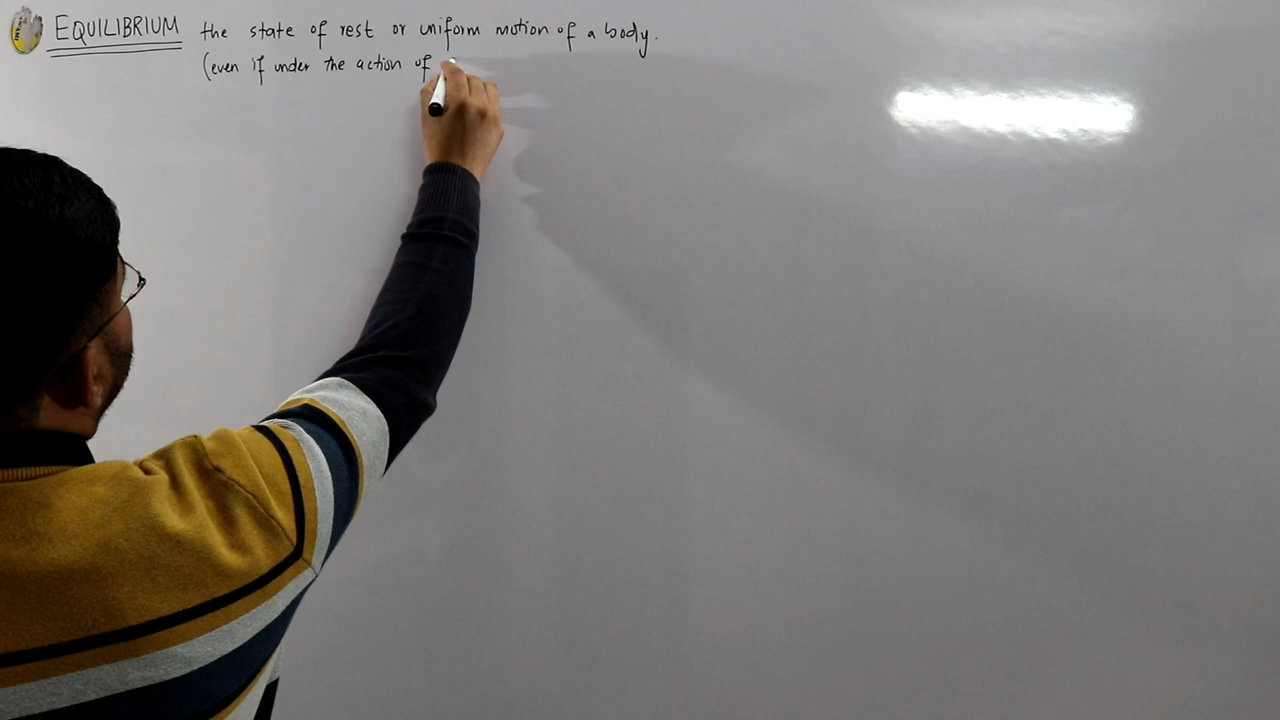 EQUILIBRIUM the state of rest or uniform motion of a body.
(even if under the action of